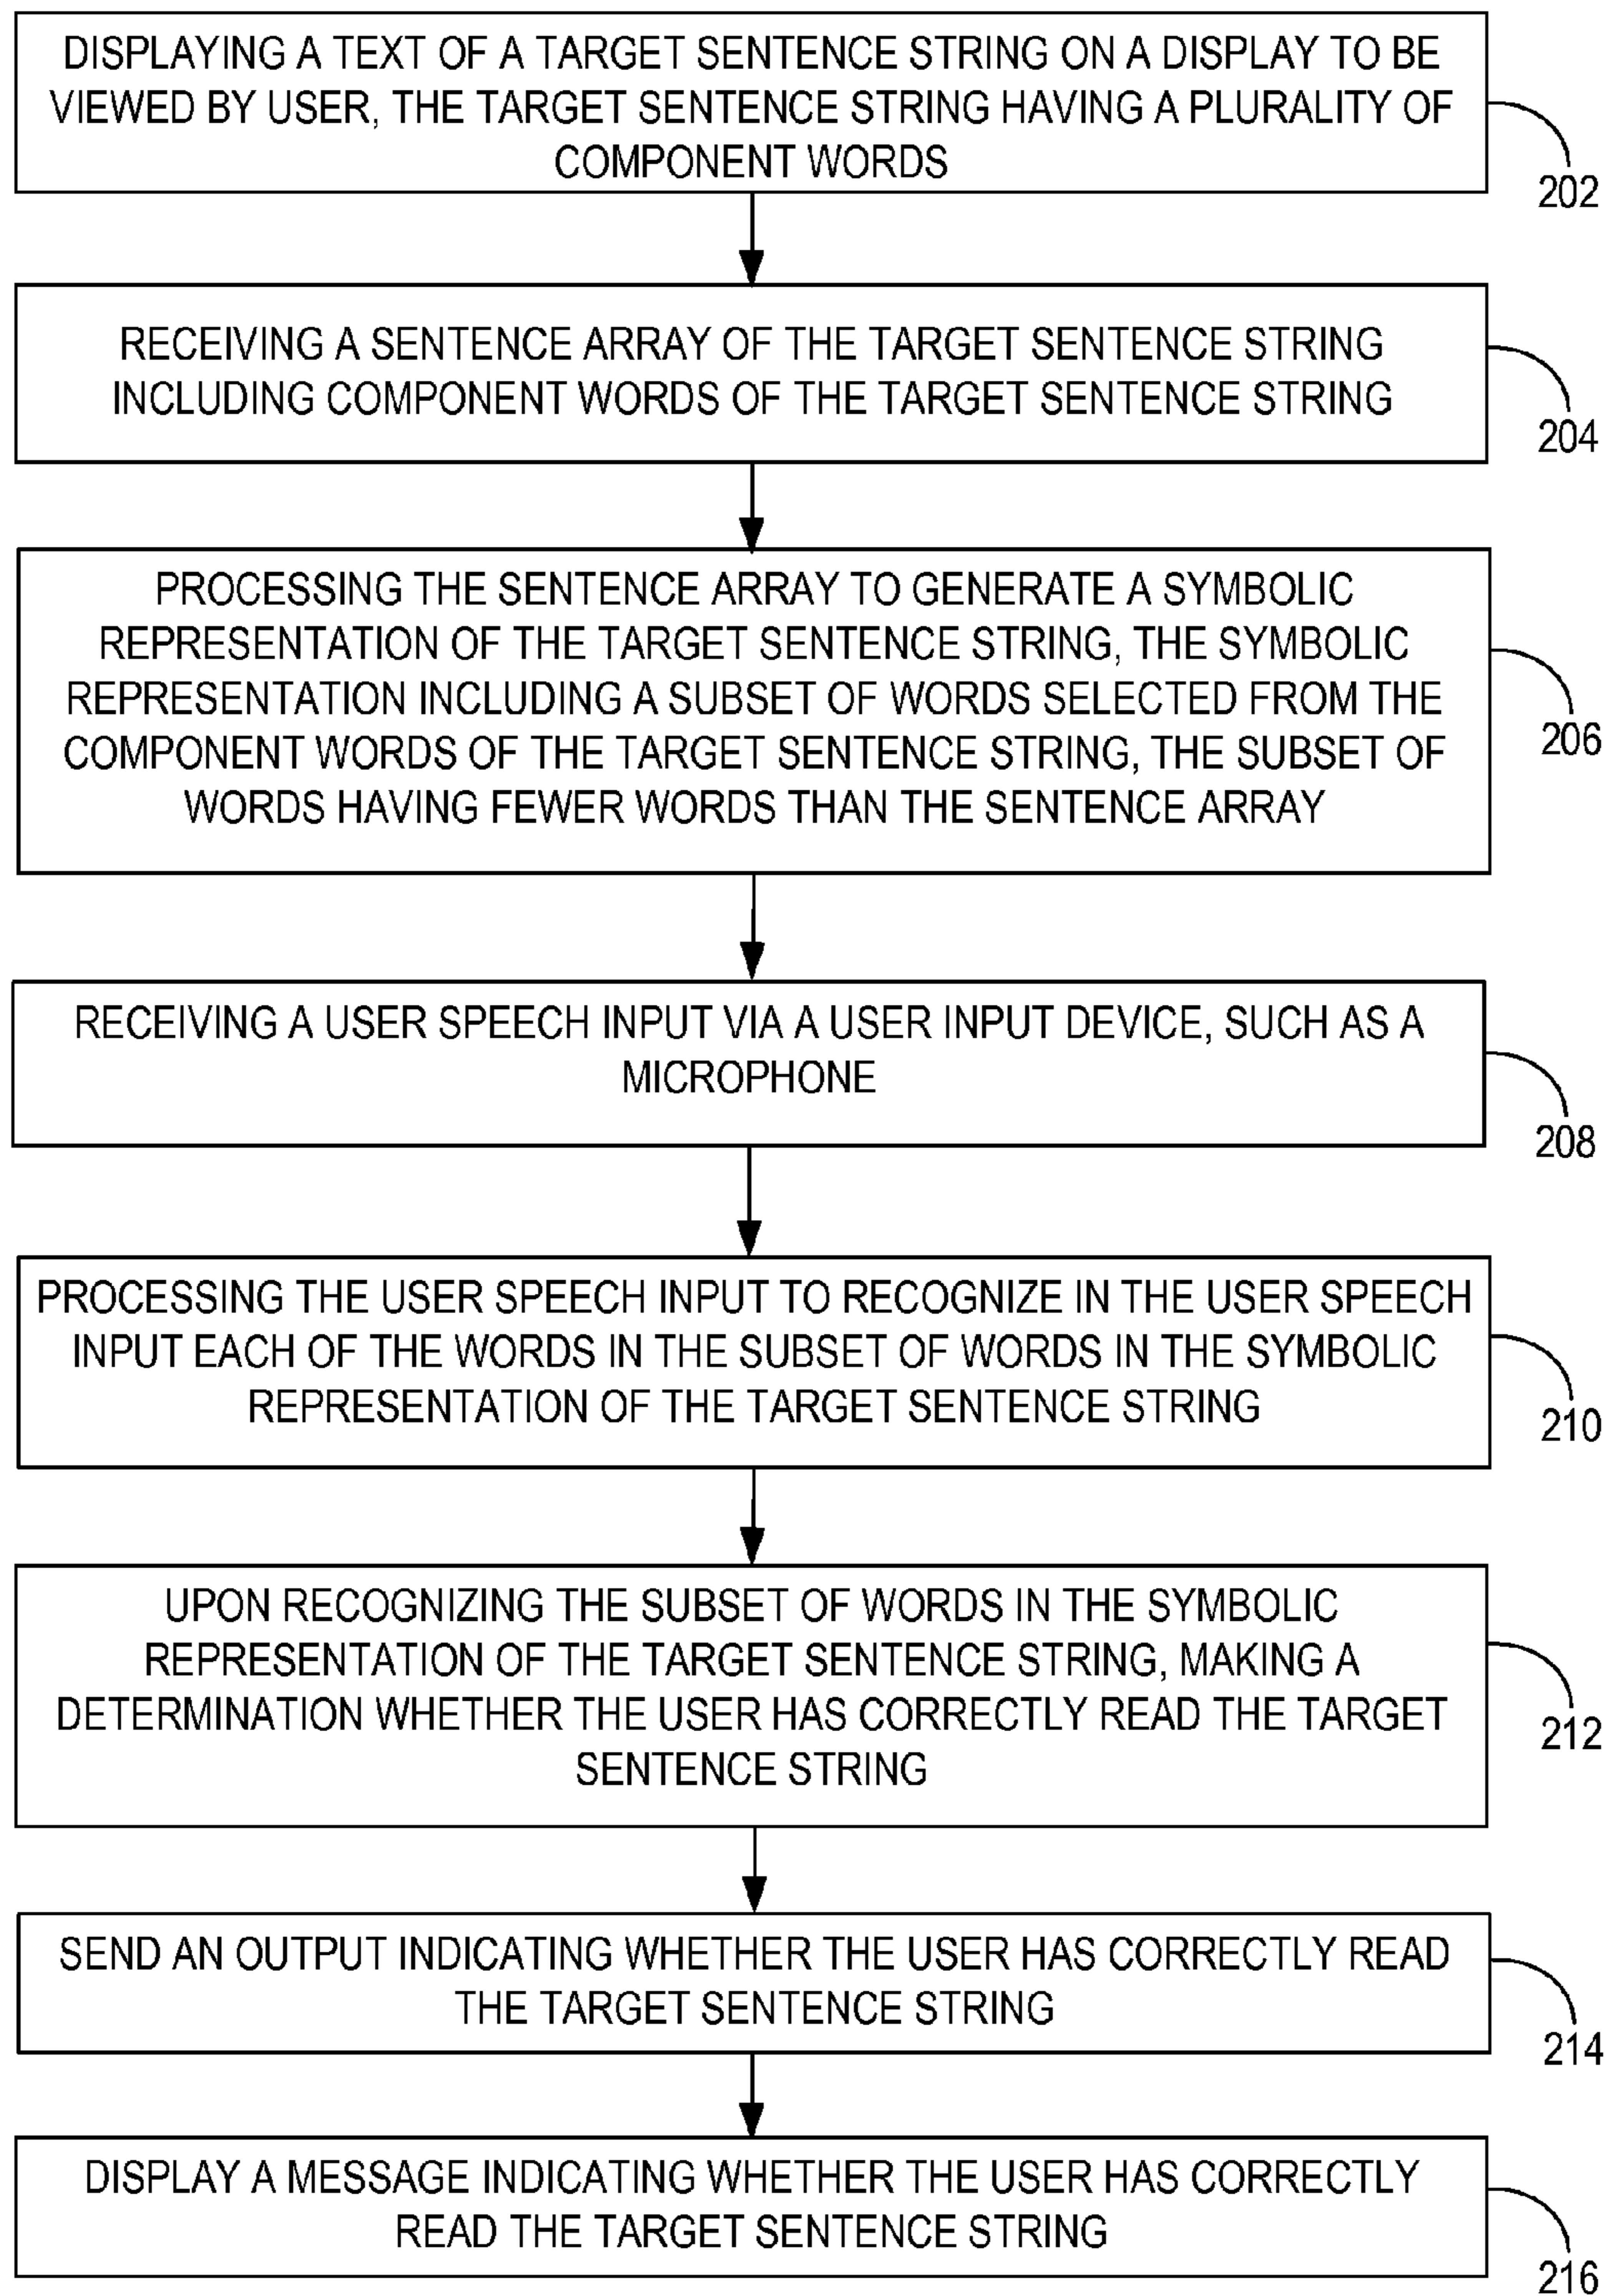 DISPLAYING A TEXT OF A TARGET SENTENCE STRING ON A DISPLAY TO BE
VIEWED BY USER, THE TARGET SENTENCE STRING HAVING A PLURALITY OF
COMPONENT WORDS
202
RECEIVING A SENTENCE ARRAY OF THE TARGET SENTENCE STRING
INCLUDING COMPONENT WORDS OF THE TARGET SENTENCE STRING
204
PROCESSING THE SENTENCE ARRAY TO GENERATE A SYMBOLIC
REPRESENTATION OF THE TARGET SENTENCE STRING, THE SYMBOLIC
REPRESENTATION INCLUDING A SUBSET OF WORDS SELECTED FROM THE
COMPONENT WORDS OF THE TARGET SENTENCE STRING, THE SUBSET OF
WORDS HAVING FEWER WORDS THAN THE SENTENCE ARRAY
206
RECEIVING A USER SPEECH INPUT VIA A USER INPUT DEVICE, SUCH AS A
MICROPHONE
208
PROCESSING THE USER SPEECH INPUT TO RECOGNIZE IN THE USER SPEECH
INPUT EACH OF THE WORDS IN THE SUBSET OF WORDS IN THE SYMBOLIC
REPRESENTATION OF THE TARGET SENTENCE STRING
210
UPON RECOGNIZING THE SUBSET OF WORDS IN THE SYMBOLIC
REPRESENTATION OF THE TARGET SENTENCE STRING, MAKING A
DETERMINATION WHETHER THE USER HAS CORRECTLY READ THE TARGET
SENTENCE STRING
212
SEND AN OUTPUT INDICATING WHETHER THE USER HAS CORRECTLY READ
THE TARGET SENTENCE STRING
214
DISPLAY A MESSAGE INDICATING WHETHER THE USER HAS CORRECTLY
READ THE TARGET SENTENCE STRING
216